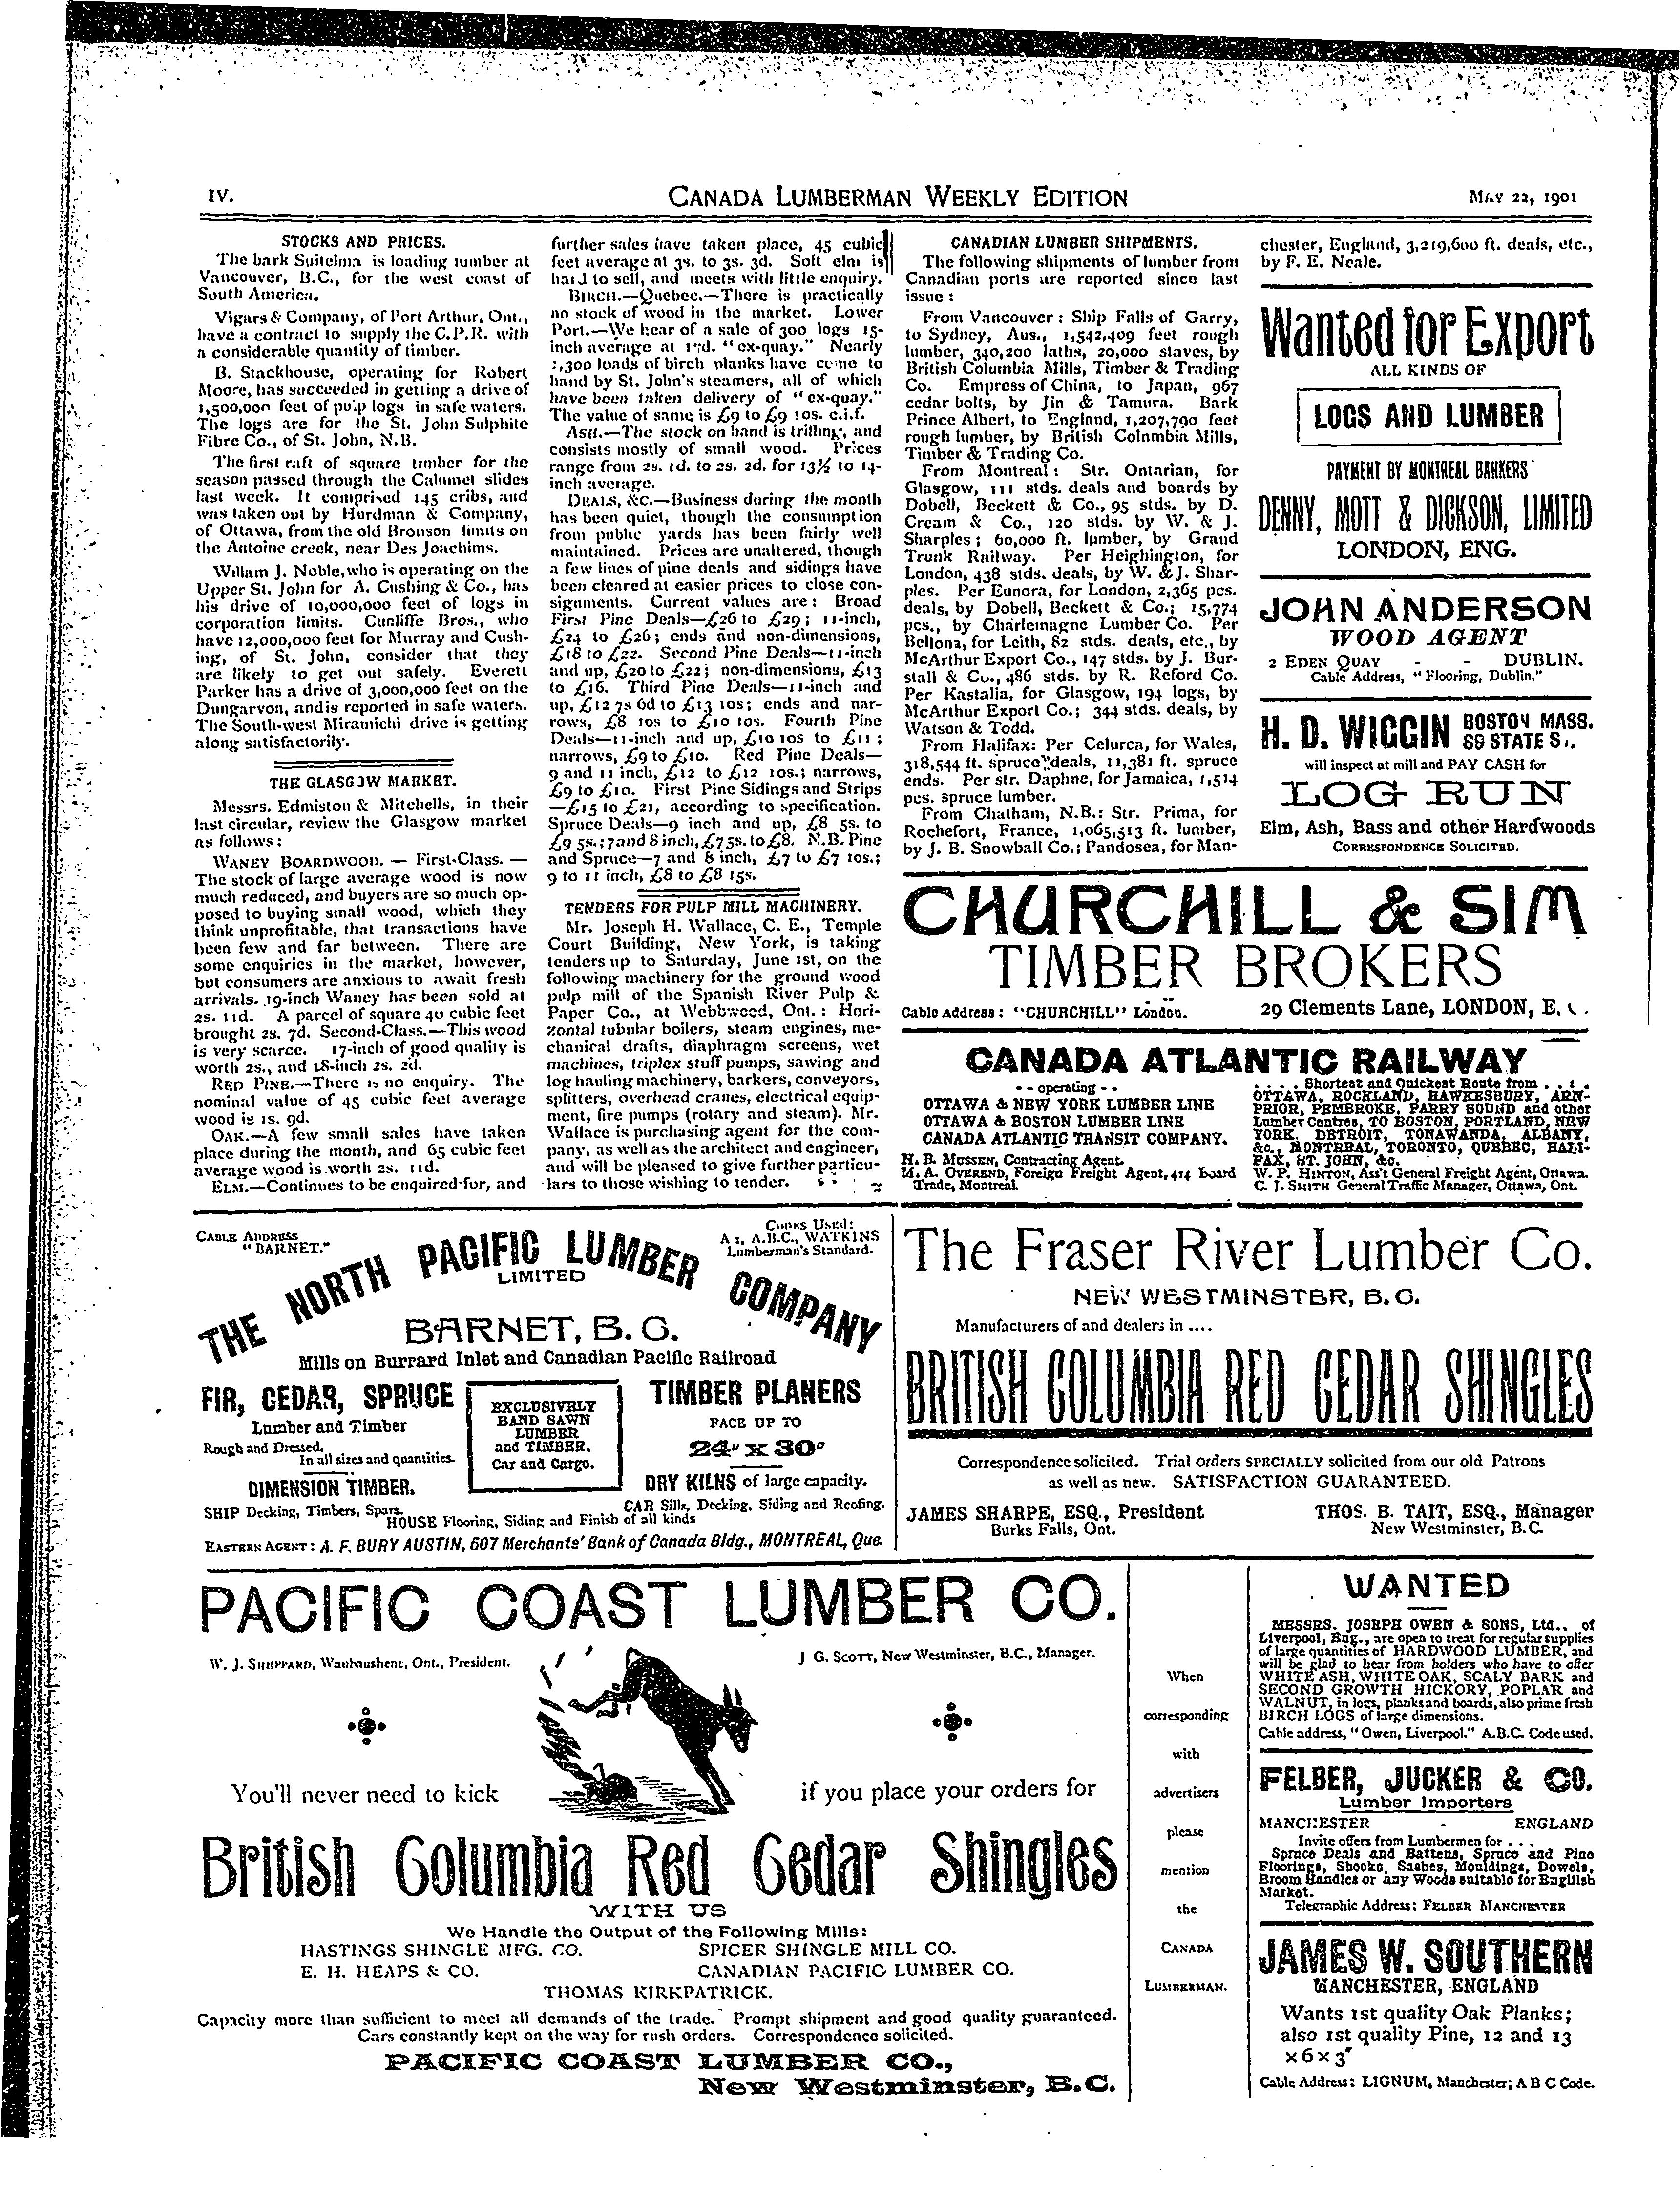 IV.
CANADA LUMBERMAN WEEKLY EDITION
MAY 22, 1901
STOCKS AND PRICES.
The bark Suitelma is loading lumber at
Vancouver, B.C., for the west coast of
South America.
Vigars & Company, of Port Arthur, Ont.,
have a contract to supply the C.P.R. with
a considerable quantity of timber.
B. Stackhouse, operating for Robert
Moore, has succeeded in getting a drive of
1,500,000 feet of pulp logs in safe waters.
The logs are for the St. John Sulphite
Fibre Co., of St. John, N.B.
The first raft of square timber for the
season passed through the Calumet slides
last week. It comprised 145 cribs, and
was taken out by Hurdman & Company,
of Ottawa, from the old Bronson limits on
the Antoine creek, near Des Joachims.
Willam J. Noble, who is operating on the
Upper St. John for A. Cushing & Co., has
his drive of 10,000,000 feet of logs in
corporation limits. Cunliffe Bros., who
have 12,000,000 feet for Murray and Cush-
ing, of St. John, consider that they
are likely to get out safely. Everett
Parker has a drive of 3,000,000 feet on the
Dungarvon, and is reported in safe waters.
The South-west Miramichi drive is getting
along satisfactorily.
THE GLASGOW MARKET.
Messrs. Edmiston & Mitchells, in their
last circular, review the Glasgow market
as follows:
WANEY BOARDWOOD. — First-Class. —
The stock of large average wood is now
much reduced, and buyers are so much op-
posed to buying small wood, which they
think unprofitable, that transactions have
been few and far between. There are
some enquiries in the market, however,
but consumers are anxious to await fresh
arrivals. 19-inch Waney has been sold at
2s. 11d. A parcel of square 40 cubic feet
brought 2s. 7d. Second-Class.—This wood
is very scarce. 17-inch of good quality is
worth 2s., and 18-inch 2s. 2d.
RED PINE.—There is no enquiry. The
nominal value of 45 cubic feet average
wood is 1s. 9d.
OAK.—A few small sales have taken
place during the month, and 65 cubic feet
average wood is worth 2s. 11d.
ELM.—Continues to be enquired for, and
further sales have taken place, 45 cubic
feet average at 3s. to 3s. 3d. Soft elm is
hard to sell, and meets with little enquiry.
BIRCH.—Quebec.—There is practically
no stock of wood in the market. Lower
Port.—We hear of a sale of 300 logs 15-
inch average at 17d. "ex-quay." Nearly
1,300 loads of birch planks have come to
hand by St. John's steamers, all of which
have been taken delivery of "ex-quay."
The value of same is £9 to £9 10s. c.i.f.
ASH.—The stock on hand is trifling, and
consists mostly of small wood. Prices
range from 2s. 1d. to 2s. 2d. for 13½ to 14-
inch average.
DEALS, &C.—Business during the month
has been quiet, though the consumption
from public yards has been fairly well
maintained. Prices are unaltered, though
a few lines of pine deals and sidings have
been cleared at easier prices to close con-
signments. Current values are: Broad
First Pine Deals—£26 to £29; 11-inch,
£24 to £26; ends and non-dimensions,
£18 to £22. Second Pine Deals—11-inch
and up, £20 to £22; non-dimensions, £13
to £16. Third Pine Deals—11-inch and
up, £12 7s 6d to £13 10s; ends and nar-
rows, £8 10s to £10 10s. Fourth Pine
Deals—11-inch and up, £10 10s to £11;
narrows, £9 to £10. Red Pine Deals—
9 and 11 inch, £12 to £12 10s.; narrows,
£9 to £10. First Pine Sidings and Strips
—£15 to £21, according to specification.
Spruce Deals—9 inch and up, £8 5s. to
£9 5s.; 7 and 8 inch, £7 5s. to £8. N.B. Pine
and Spruce—7 and 8 inch, £7 to £7 10s.;
9 to 11 inch, £8 to £8 15s.
TENDERS FOR PULP MILL MACHINERY.
Mr. Joseph H. Wallace, C. E., Temple
Court Building, New York, is taking
tenders up to Saturday, June 1st, on the
following machinery for the ground wood
pulp mill of the Spanish River Pulp &
Paper Co., at Webbwood, Ont.: Hori-
zontal tubular boilers, steam engines, me-
chanical drafts, diaphragm screens, wet
machines, triplex stuff pumps, sawing and
log hauling machinery, barkers, conveyors,
splitters, overhead cranes, electrical equip-
ment, fire pumps (rotary and steam). Mr.
Wallace is purchasing agent for the com-
pany, as well as the architect and engineer,
and will be pleased to give further particu-
lars to those wishing to tender.
CANADIAN LUMBER SHIPMENTS.
The following shipments of lumber from
Canadian ports are reported since last
issue:
From Vancouver: Ship Falls of Garry,
to Sydney, Aus., 1,542,409 feet rough
lumber, 340,200 laths, 20,000 staves, by
British Columbia Mills, Timber & Trading
Co. Empress of China, to Japan, 967
cedar bolts, by Jin & Tamura. Bark
Prince Albert, to England, 1,207,790 feet
rough lumber, by British Colnmbia Mills,
Timber & Trading Co.
From Montreal: Str. Ontarian, for
Glasgow, 111 stds. deals and boards by
Dobell, Beckett & Co., 95 stds. by D.
Cream & Co., 120 stds. by W. & J.
Sharples; 60,000 ft. lumber, by Grand
Trunk Railway. Per Heighington, for
London, 438 stds. deals, by W. & J. Shar-
ples. Per Eunora, for London, 2,365 pcs.
deals, by Dobell, Beckett & Co.; 15,774
pcs., by Charlemagne Lumber Co. Per
Bellona, for Leith, 82 stds. deals, etc., by
McArthur Export Co., 147 stds. by J. Bur-
stall & Co., 486 stds. by R. Reford Co.
Per Kastalia, for Glasgow, 194 logs, by
McArthur Export Co.; 344 stds. deals, by
Watson & Todd.
From Halifax: Per Celurca, for Wales,
318,544 ft. spruce deals, 11,381 ft. spruce
ends. Per str. Daphne, for Jamaica, 1,514
pcs. spruce lumber.
From Chatham, N.B.: Str. Prima, for
Rochefort, France, 1,065,513 ft. lumber,
by J. B. Snowball Co.; Pandosea, for Man-
chester, England, 3,219,600 ft. deals, etc.,
by F. E. Neale.
Wanted for Export
ALL KINDS OF
LOGS AND LUMBER
PAYMENT BY MONTREAL BANKERS
DENNY, MOTT & DICKSON, LIMITED
LONDON, ENG.
JOHN ANDERSON
WOOD AGENT
2 EDEN QUAY - - DUBLIN.
Cable Address, "Flooring, Dublin."
H. D. WIGGIN BOSTON MASS.
89 STATE ST.
will inspect at mill and PAY CASH for
LOG RUN
Elm, Ash, Bass and other Hardwoods
CORRESPONDENCE SOLICITED.
CHURCHILL & SIM
TIMBER BROKERS
Cable Address: "CHURCHILL" London.
29 Clements Lane, LONDON, E. C.
CANADA ATLANTIC RAILWAY
- - operating - -
OTTAWA & NEW YORK LUMBER LINE
OTTAWA & BOSTON LUMBER LINE
CANADA ATLANTIC TRANSIT COMPANY.
H. B. MUSSEN, Contracting Agent.
M. A. OVEREND, Foreign Freight Agent, 414 Board
Trade, Montreal
. . . . Shortest and Quickest Route from . . . .
OTTAWA, ROCKLAND, HAWKESBURY, ARN-
PRIOR, PEMBROKE, PARRY SOUND and other
Lumber Centres, TO BOSTON, PORTLAND, NEW
YORK, DETROIT, TONAWANDA, ALBANY,
&c., MONTREAL, TORONTO, QUEBEC, HALI-
FAX, ST. JOHN, &c.
W. P. HINTON, Ass't General Freight Agent, Ottawa.
C. J. SMITH General Traffic Manager, Ottawa, Ont.
CABLE ADDRESS
"BARNET."
CODES USED:
A 1, A.B.C., WATKINS
Lumberman's Standard.
THE NORTH PACIFIC LUMBER COMPANY
LIMITED
BARNET, B. C.
Mills on Burrard Inlet and Canadian Pacific Railroad
FIR, CEDAR, SPRUCE
Lumber and Timber
Rough and Dressed.
In all sizes and quantities.
DIMENSION TIMBER.
EXCLUSIVELY
BAND SAWN
LUMBER
and TIMBER.
Car and Cargo.
TIMBER PLANERS
FACE UP TO
24" X 30"
DRY KILNS of large capacity.
SHIP Decking, Timbers, Spars.
CAR Sills, Decking, Siding and Roofing.
HOUSE Flooring, Siding and Finish of all kinds
EASTERN AGENT: A. F. BURY AUSTIN, 607 Merchants' Bank of Canada Bldg., MONTREAL, Que.
The Fraser River Lumber Co.
NEW WESTMINSTER, B. C.
Manufacturers of and dealers in ....
BRITISH COLUMBIA RED CEDAR SHINGLES
Correspondence solicited. Trial orders SPECIALLY solicited from our old Patrons
as well as new. SATISFACTION GUARANTEED.
JAMES SHARPE, ESQ., President
Burks Falls, Ont.
THOS. B. TAIT, ESQ., Manager
New Westminster, B.C.
PACIFIC COAST LUMBER CO.
W. J. SHEPPARD, Waubaushene, Ont., President.
J G. SCOTT, New Westminster, B.C., Manager.
You'll never need to kick
if you place your orders for
British Columbia Red Cedar Shingles
WITH US
We Handle the Output of the Following Mills:
HASTINGS SHINGLE MFG. CO.
SPICER SHINGLE MILL CO.
E. H. HEAPS & CO.
CANADIAN PACIFIC LUMBER CO.
THOMAS KIRKPATRICK.
Capacity more than sufficient to meet all demands of the trade. Prompt shipment and good quality guaranteed.
Cars constantly kept on the way for rush orders. Correspondence solicited.
PACIFIC COAST LUMBER CO.,
New Westminster, B.C.
When
corresponding
with
advertisers
please
mention
the
CANADA
LUMBERMAN.
WANTED
MESSRS. JOSEPH OWEN & SONS, Ltd., of
Liverpool, Eng., are open to treat for regular supplies
of large quantities of HARDWOOD LUMBER, and
will be glad to hear from holders who have to offer
WHITE ASH, WHITE OAK, SCALY BARK and
SECOND GROWTH HICKORY, POPLAR and
WALNUT, in logs, planks and boards, also prime fresh
BIRCH LOGS of large dimensions.
Cable address, "Owen, Liverpool." A.B.C. Code used.
FELBER, JUCKER & CO.
Lumber Importers
MANCHESTER - ENGLAND
Invite offers from Lumbermen for . . .
Spruce Deals and Battens, Spruce and Pine
Floorings, Shooks, Sashes, Mouldings, Dowels,
Broom Handles or any Woods suitable for English
Market.
Telegraphic Address: FELBER MANCHESTER
JAMES W. SOUTHERN
MANCHESTER, ENGLAND
Wants 1st quality Oak Planks;
also 1st quality Pine, 12 and 13
x 6 x 3"
Cable Address: LIGNUM, Manchester; A B C Code.